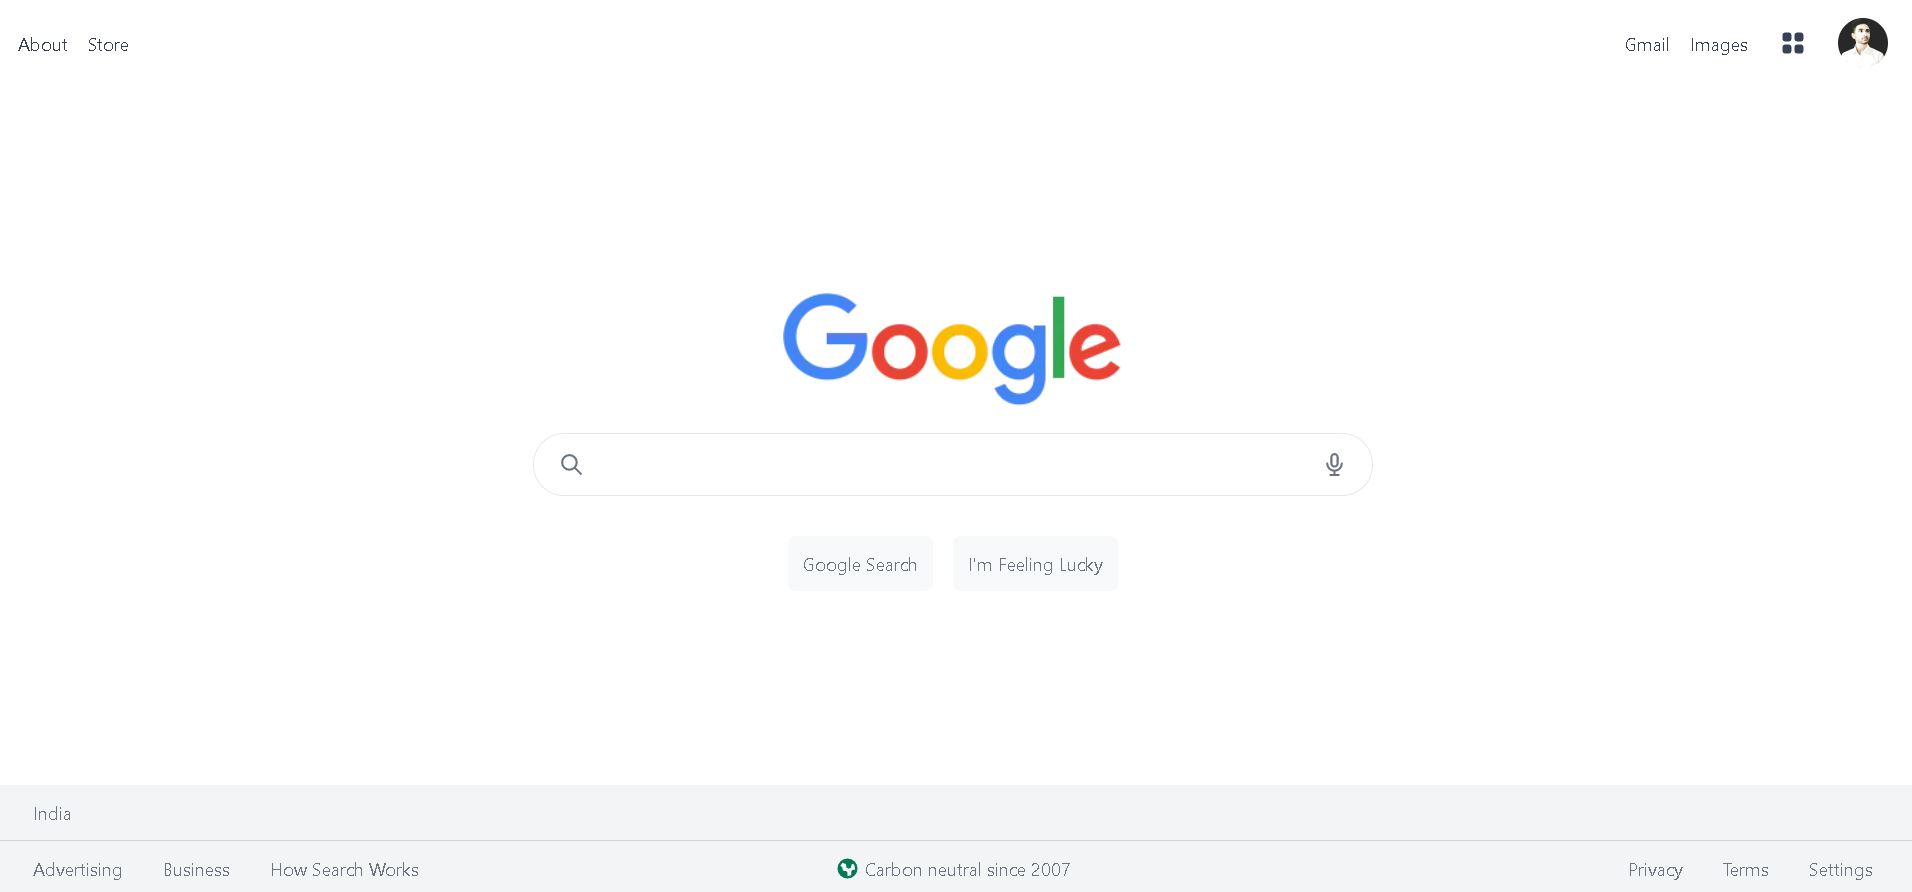 About Store Gmail Images
Google
Google Search I'm Feeling Lucky
India
Advertising Business How Search Works Carbon neutral since 2007 Privacy Terms Settings